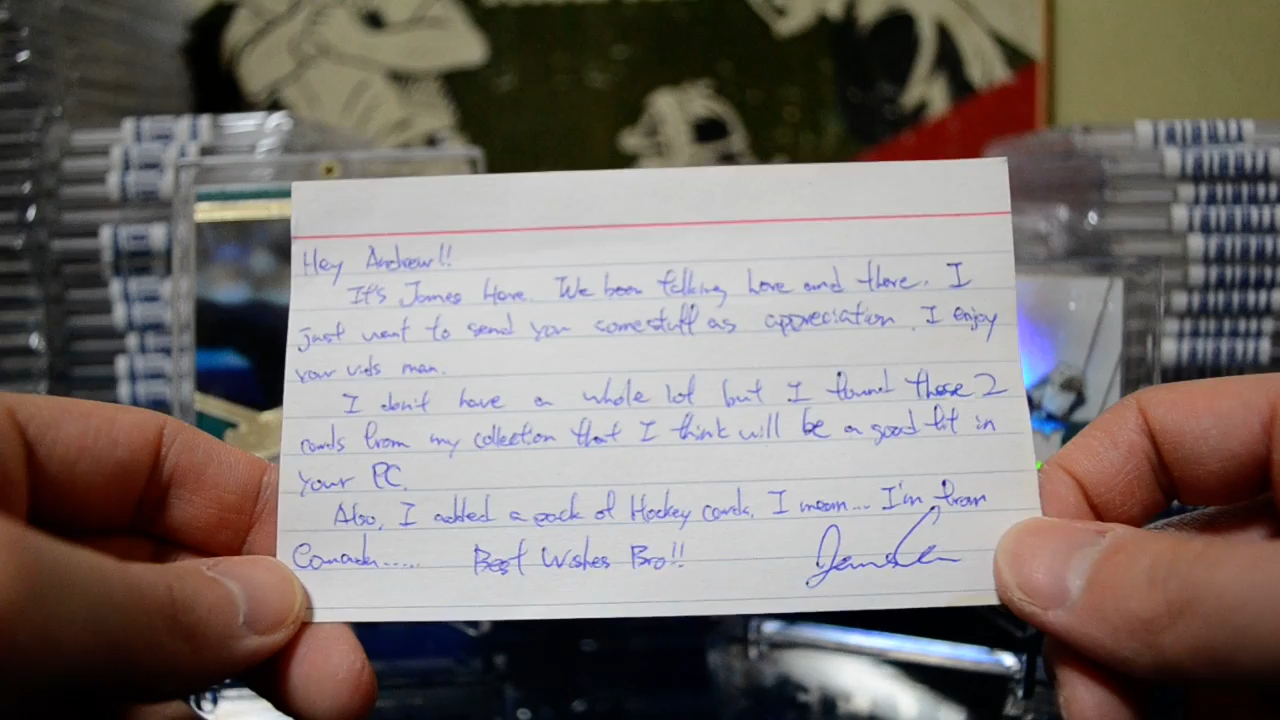 Hey Andrew!!
It's James Here. We been talking here and there. I
just want to send you some stuff as appreciation. I enjoy
your vids man.
I don't have a whole lot but I found these 2
cards from my collection that I think will be a good fit in
your PC.
Also, I added a pack of Hockey cards. I mean... I'm from
Canada..... Best Wishes Bro!!